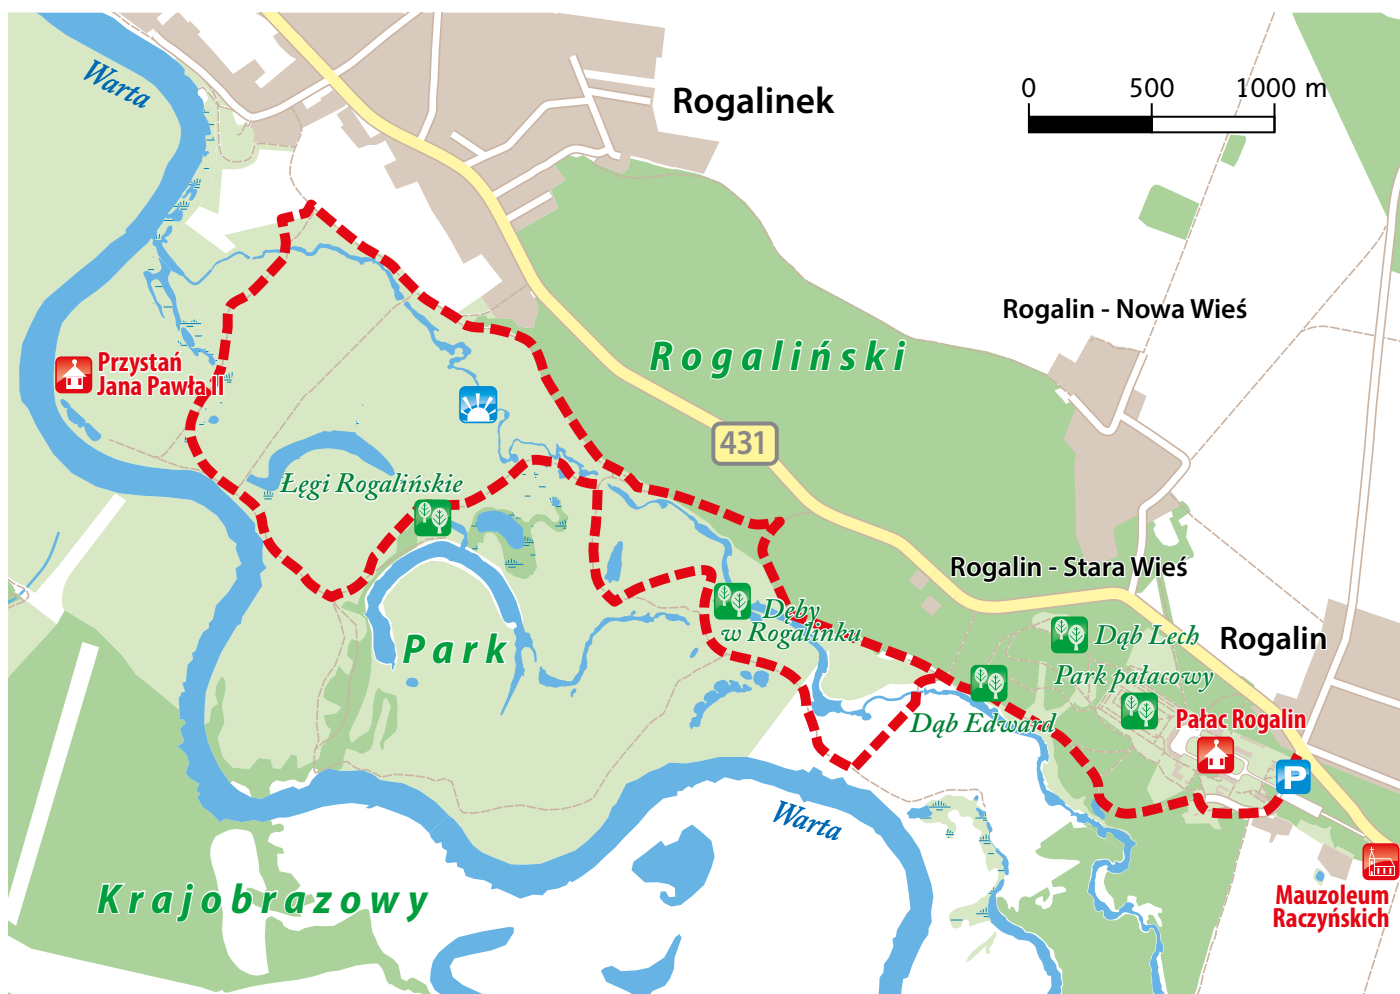 Warta
Rogalinek
0 500 1000 m
Rogalin - Nowa Wieś
Rogaliński
Przystań
Jana Pawła II
431
Łęgi Rogalińskie
Rogalin - Stara Wieś
Dęby
w Rogalinku
Dąb Lech
Rogalin
Park
Park pałacowy
Dąb Edward
Pałac Rogalin
P
Warta
Krajobrazowy
Mauzoleum
Raczyńskich